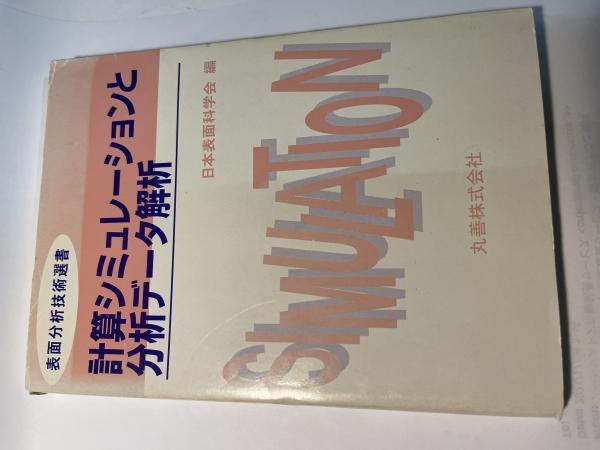 表面分析技術選書
計算シミュレーションと
分析データ解析
日本表面科学会 編
SIMULATION
丸善株式会社